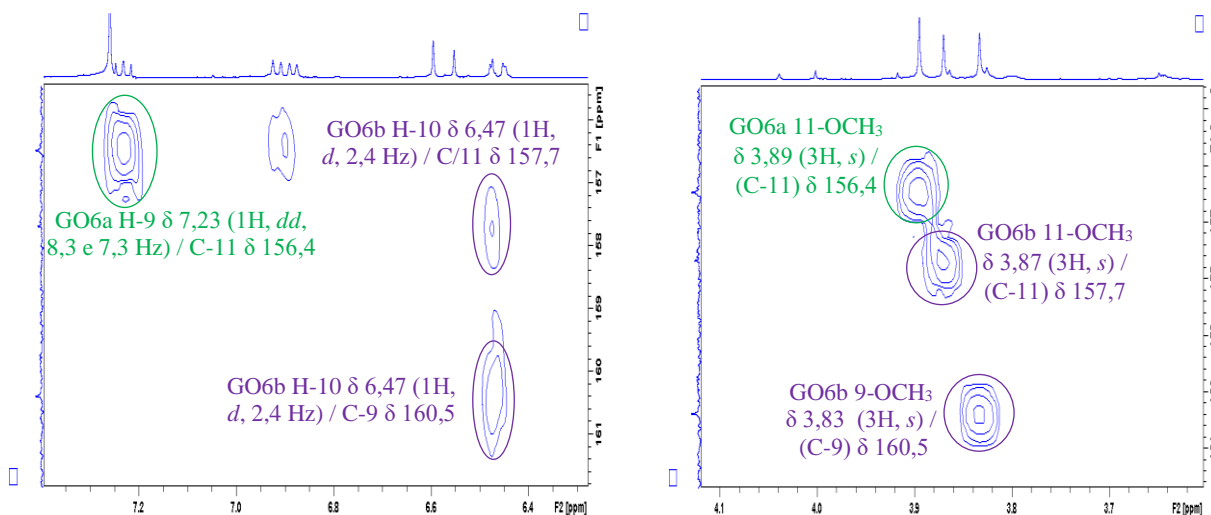 GO6b H-10 δ 6,47 (1H,
d, 2,4 Hz) / C/11 δ 157,7
GO6a H-9 δ 7,23 (1H, dd,
8,3 e 7,3 Hz) / C-11 δ 156,4
GO6b H-10 δ 6,47 (1H,
d, 2,4 Hz) / C-9 δ 160,5
F1 [ppm]
157
158
159
160
161
7.2
7.0
6.8
6.6
6.4
F2 [ppm]
GO6a 11-OCH₃
δ 3,89 (3H, s) /
(C-11) δ 156,4
GO6b 11-OCH₃
δ 3,87 (3H, s) /
(C-11) δ 157,7
GO6b 9-OCH₃
δ 3,83 (3H, s) /
(C-9) δ 160,5
4.1
4.0
3.9
3.8
3.7
F2 [ppm]